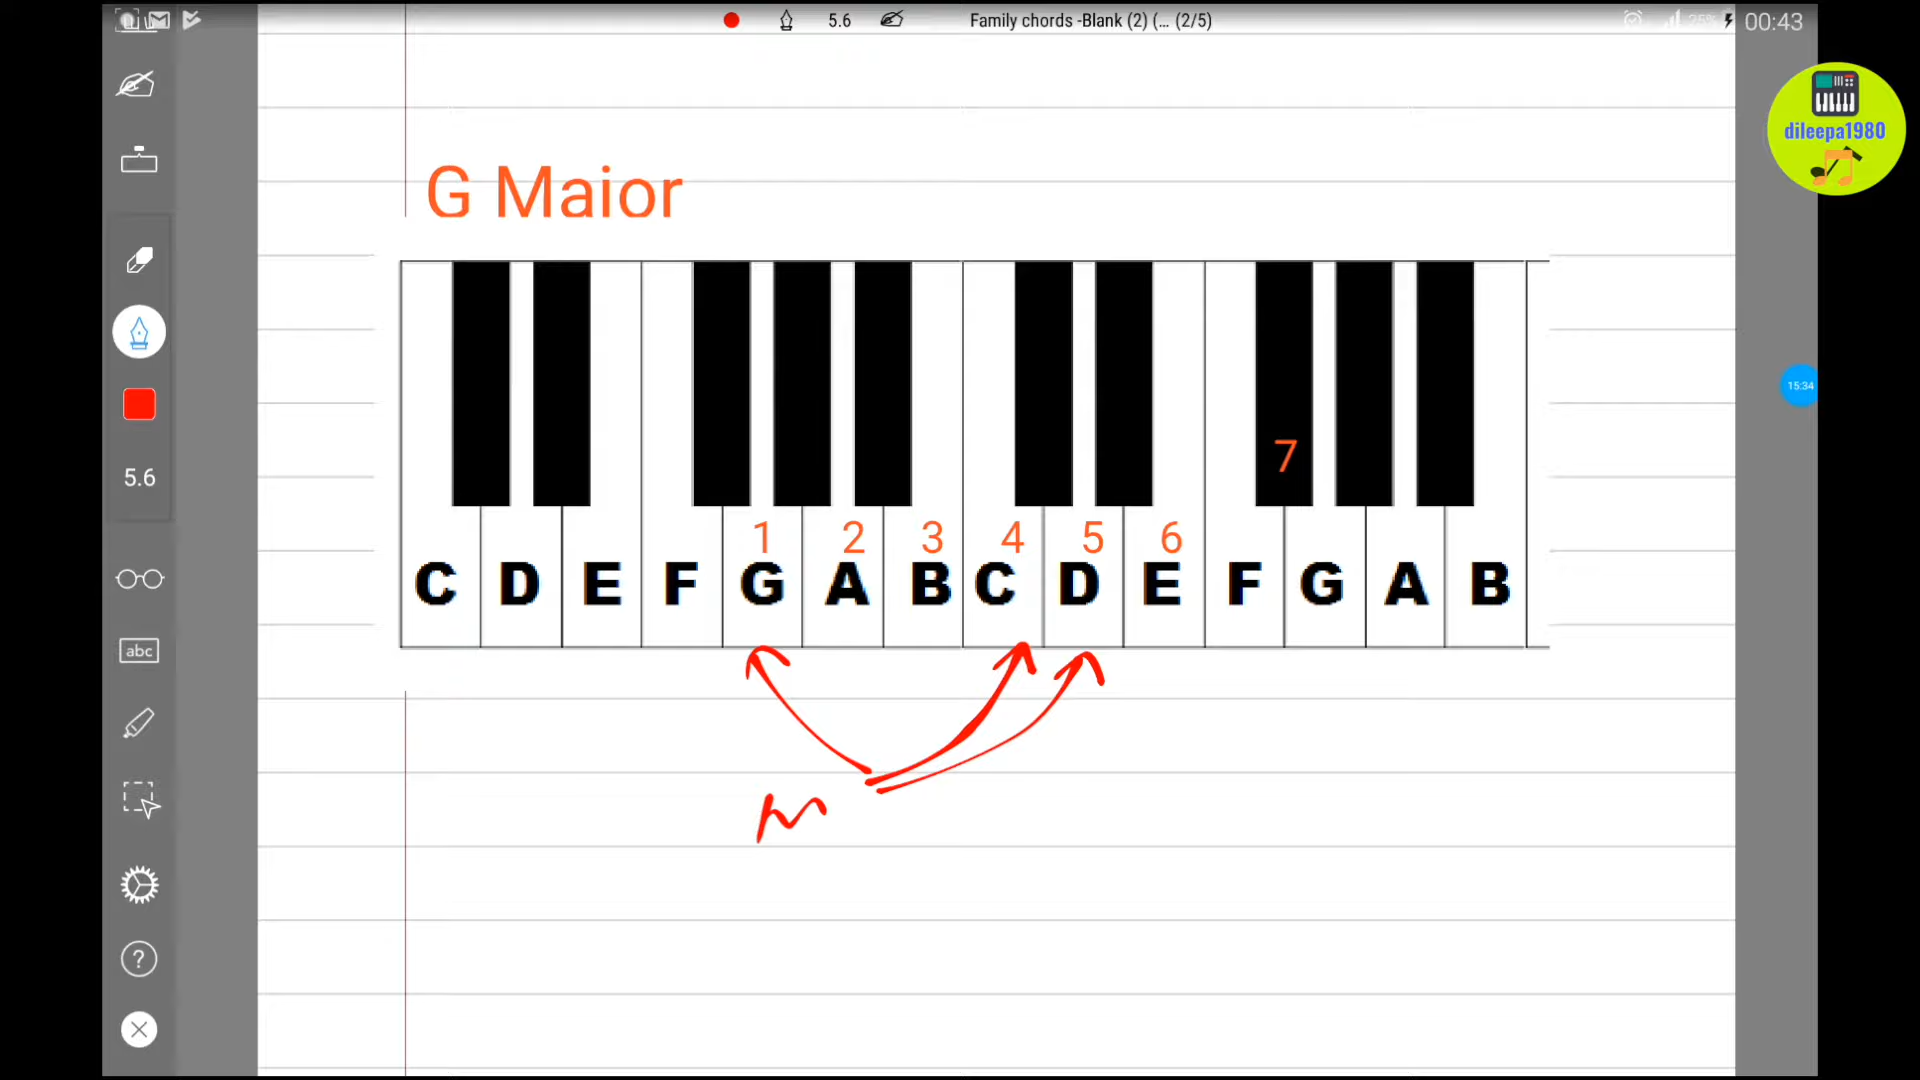 5.6 Family chords -Blank (2) (... (2/5) 25% 00:43
dileepa1980
G Maior
15:34
7
5.6
1 2 3 4 5 6
C D E F G A B C D E F G A B
abc
?